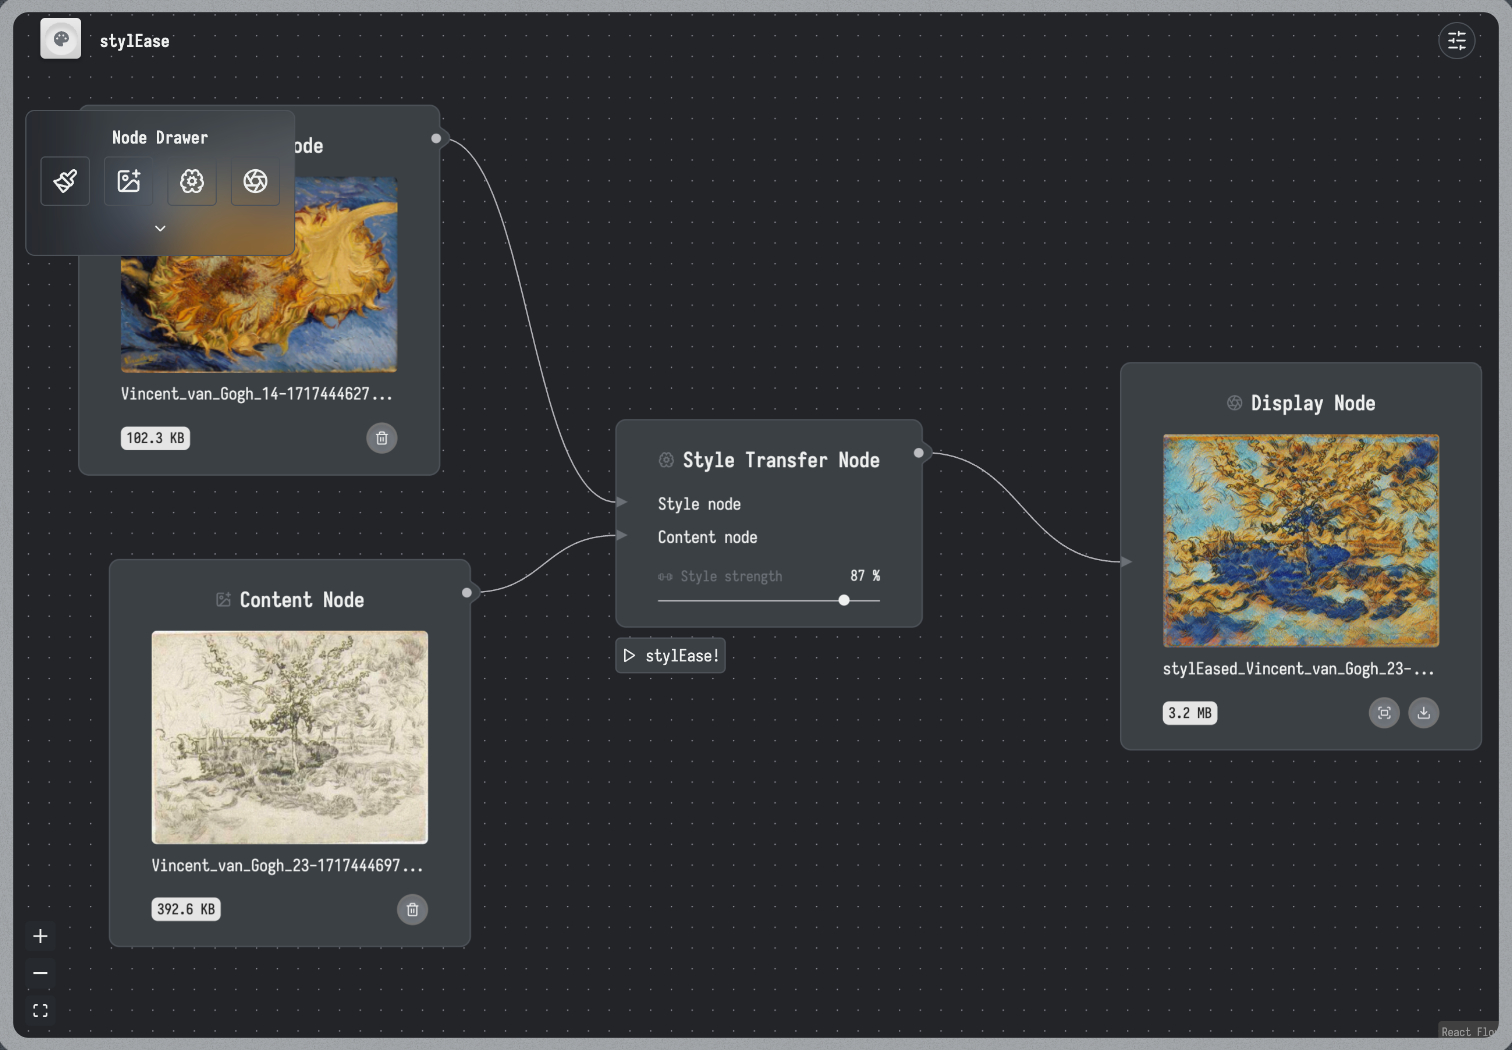 stylEase
Node Drawer
ode
Vincent_van_Gogh_14-1717444627...
102.3 KB
Style Transfer Node
Style node
Content node
Style strength 87 %
stylEase!
Display Node
stylEased_Vincent_van_Gogh_23-...
3.2 MB
Content Node
Vincent_van_Gogh_23-1717444697...
392.6 KB
React Flo